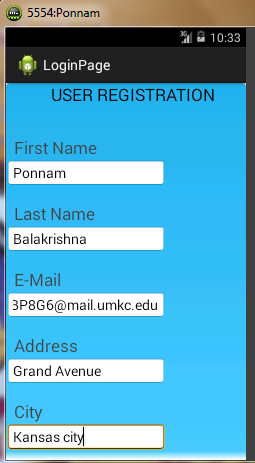 5554:Ponnam
3G 10:33
LoginPage
USER REGISTRATION
First Name
Ponnam
Last Name
Balakrishna
E-Mail
3P8G6@mail.umkc.edu
Address
Grand Avenue
City
Kansas city